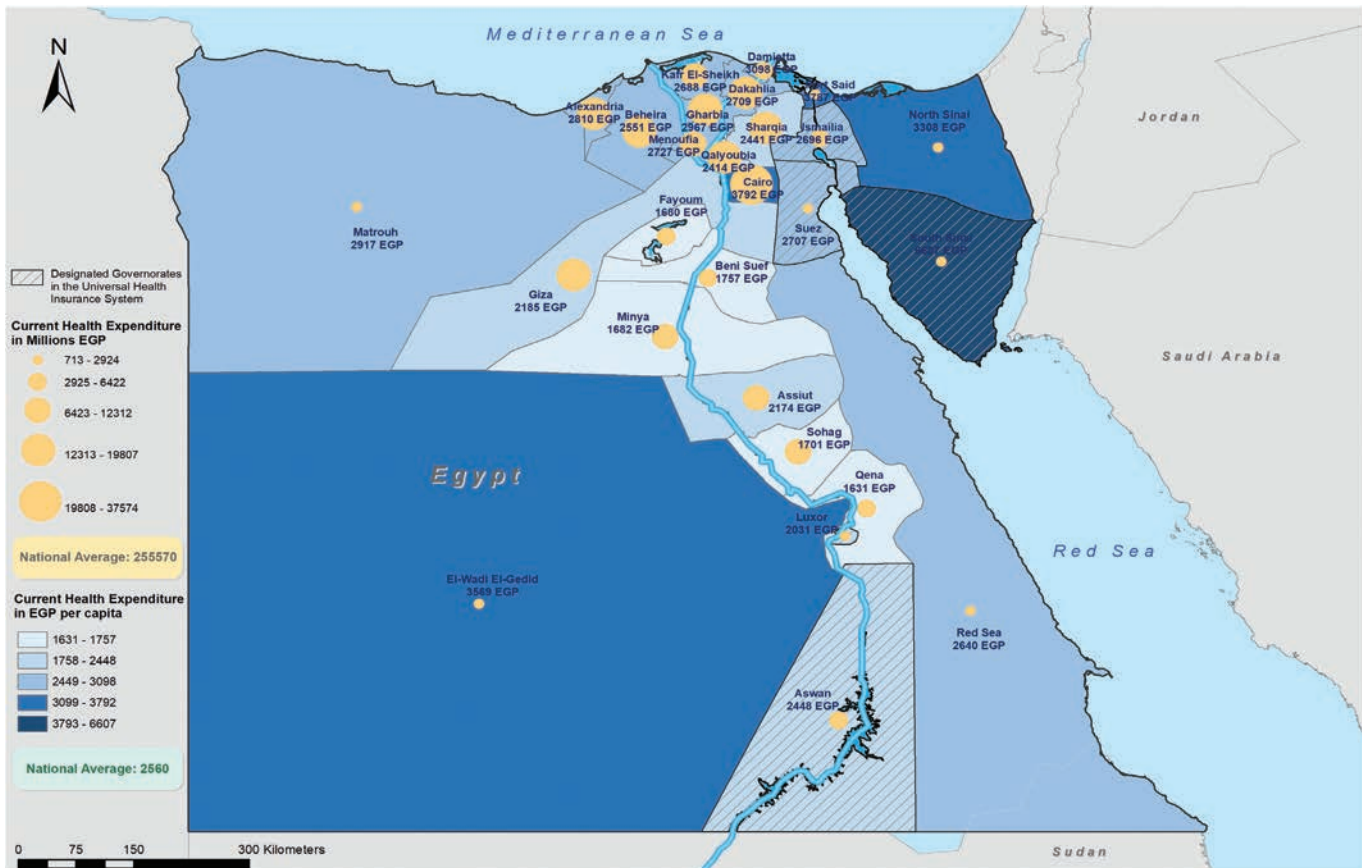 N
Mediterranean Sea
Damietta
3098 EGP
Kafr El-Sheikh
2688 EGP
Dakahlia
2709 EGP
Said
3787 EGP
Alexandria
2810 EGP
Beheira
2551 EGP
Gharbia
2967 EGP
Sharqia
2441 EGP
Ismailia
2696 EGP
North Sinai
3308 EGP
Jordan
Menoufia
2727 EGP
Qalyoubia
2414 EGP
Cairo
3792 EGP
Fayoum
1680 EGP
Matrouh
2917 EGP
Suez
2707 EGP
South Sinai
EGP
Beni Suef
1757 EGP
Giza
2185 EGP
Minya
1682 EGP
Saudi Arabia
Assiut
2174 EGP
Sohag
1701 EGP
Egypt
Qena
1631 EGP
Luxor
2031 EGP
Red Sea
El-Wadi El-Gedid
3569 EGP
Red Sea
2640 EGP
Aswan
2448 EGP
Sudan
Designated Governorates
in the Universal Health
Insurance System
Current Health Expenditure
in Millions EGP
713 - 2924
2925 - 6422
6423 - 12312
12313 - 19807
19808 - 37574
National Average: 255570
Current Health Expenditure
in EGP per capita
1631 - 1757
1758 - 2448
2449 - 3098
3099 - 3792
3793 - 6607
National Average: 2560
0 75 150 300 Kilometers